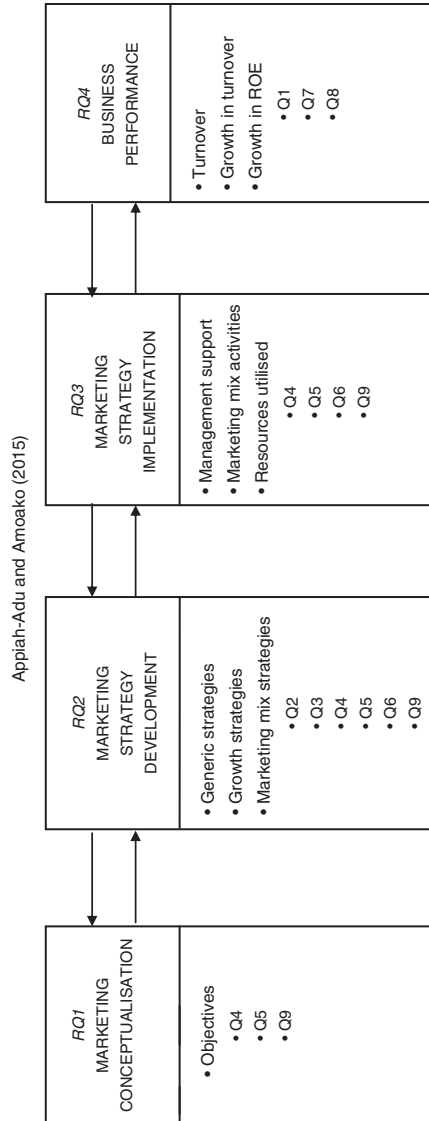 Appiah-Adu and Amoako (2015)
RQ1
MARKETING
CONCEPTUALISATION
• Objectives
• Q4
• Q5
• Q9
RQ2
MARKETING
STRATEGY
DEVELOPMENT
• Generic strategies
• Growth strategies
• Marketing mix strategies
• Q2
• Q3
• Q4
• Q5
• Q6
• Q9
RQ3
MARKETING
STRATEGY
IMPLEMENTATION
• Management support
• Marketing mix activities
• Resources utilised
• Q4
• Q5
• Q6
• Q9
RQ4
BUSINESS
PERFORMANCE
• Turnover
• Growth in turnover
• Growth in ROE
• Q1
• Q7
• Q8